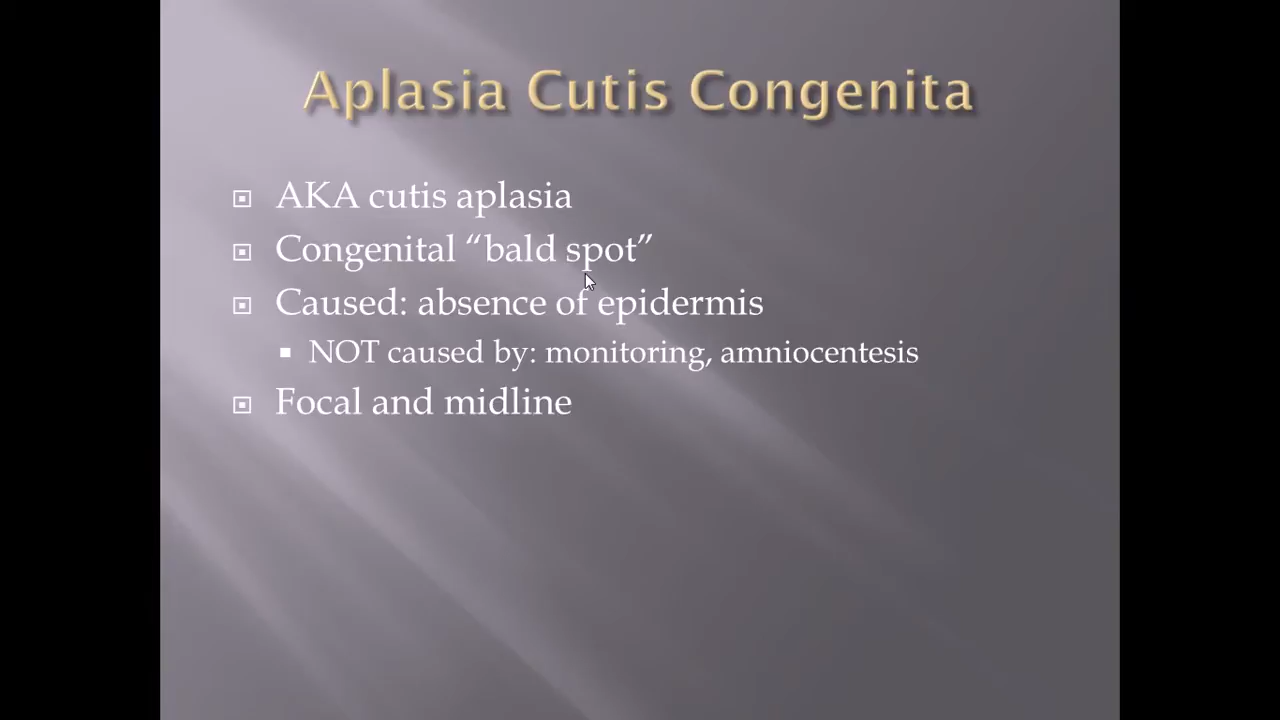 Aplasia Cutis Congenita
AKA cutis aplasia
Congenital “bald spot”
Caused: absence of epidermis
NOT caused by: monitoring, amniocentesis
Focal and midline